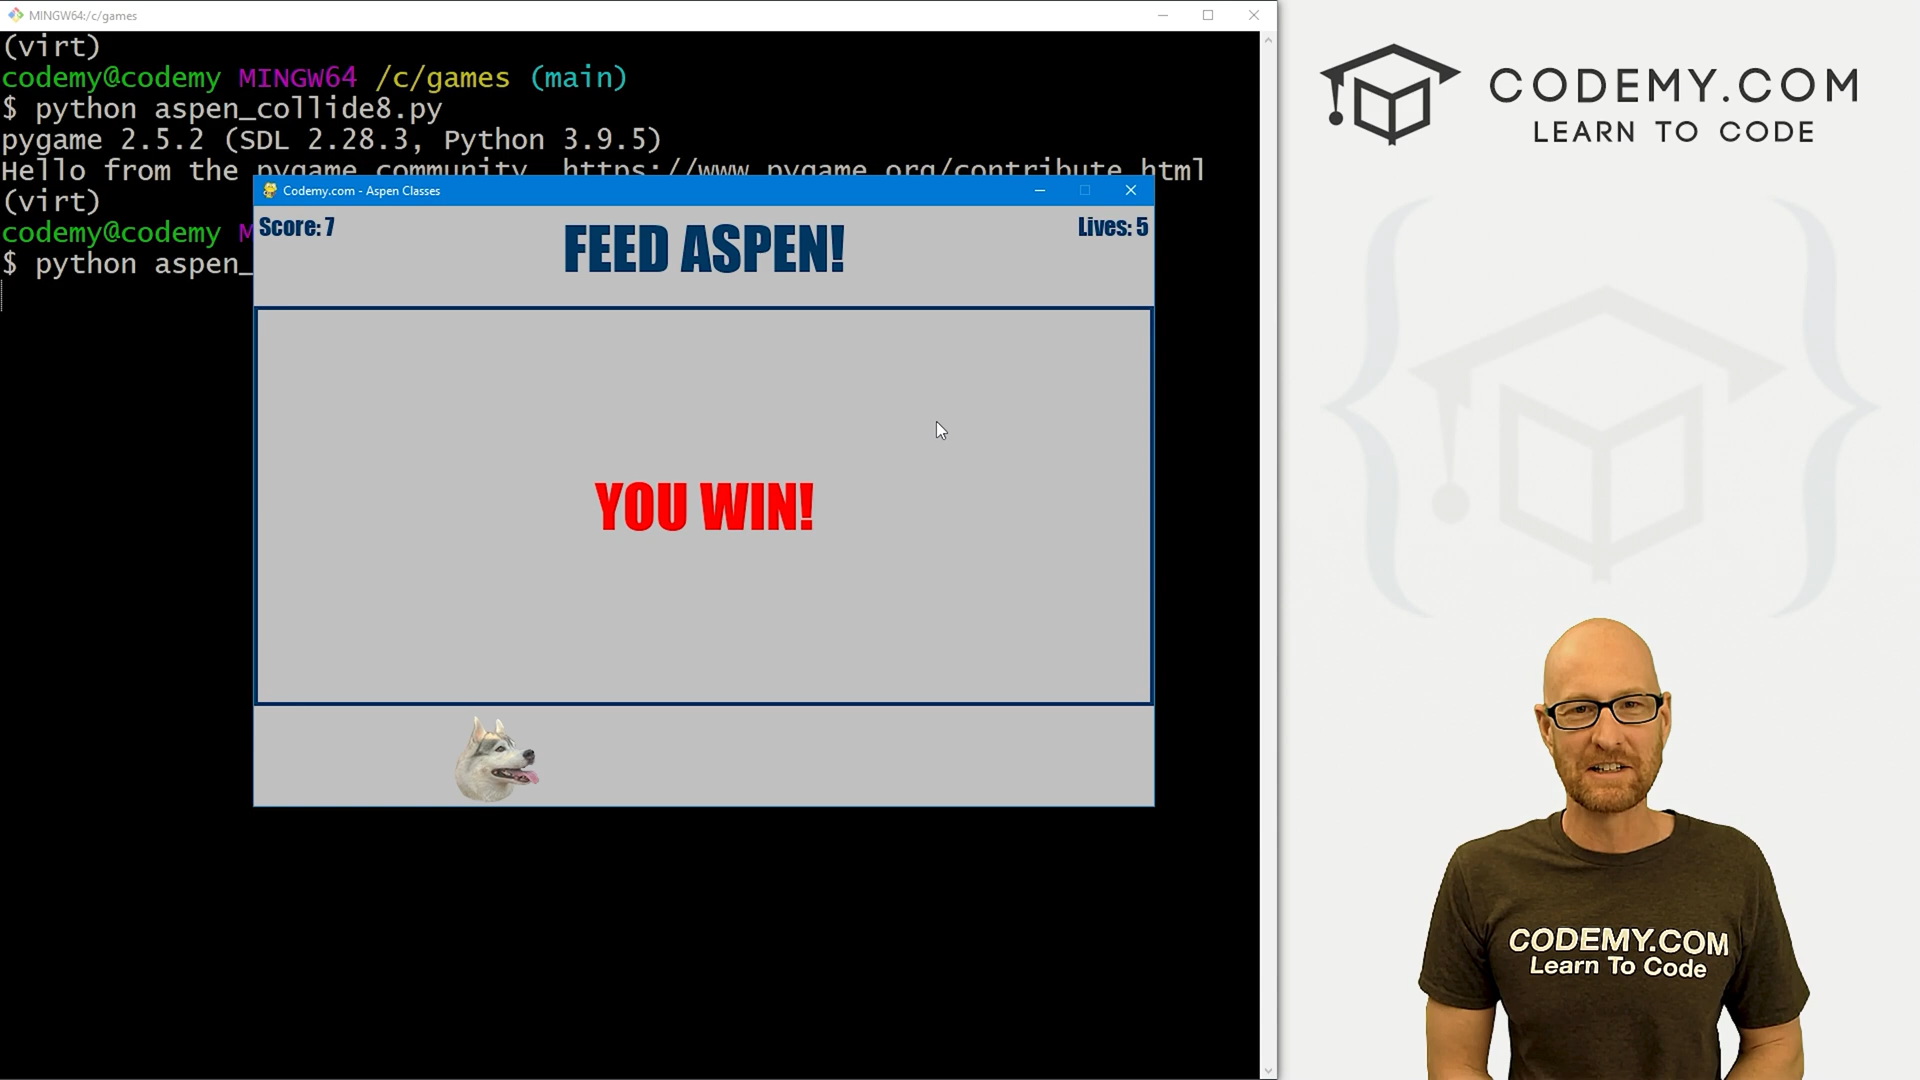 MINGW64:/c/games
(virt)
codemy@codemy MINGW64 /c/games (main)
$ python aspen_collide8.py
pygame 2.5.2 (SDL 2.28.3, Python 3.9.5)
Hello from the pygame community. https://www.pygame.org/contribute.html
(virt)
codemy@codemy M
$ python aspen_
Codemy.com - Aspen Classes
Score: 7
FEED ASPEN!
Lives: 5
YOU WIN!
CODEMY.COM
LEARN TO CODE
CODEMY.COM
Learn To Code